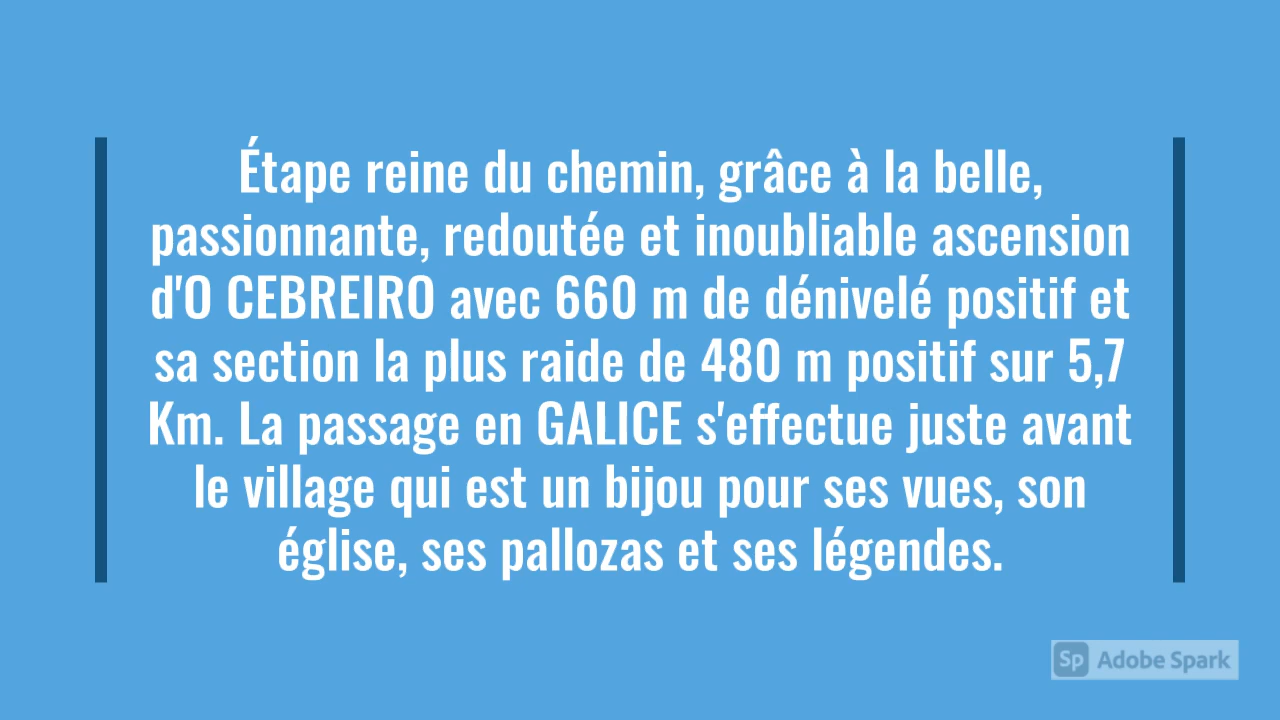 Étape reine du chemin, grâce à la belle,
passionnante, redoutée et inoubliable ascension
d'O CEBREIRO avec 660 m de dénivelé positif et
sa section la plus raide de 480 m positif sur 5,7
Km. La passage en GALICE s'effectue juste avant
le village qui est un bijou pour ses vues, son
église, ses pallozas et ses légendes.
Sp Adobe Spark